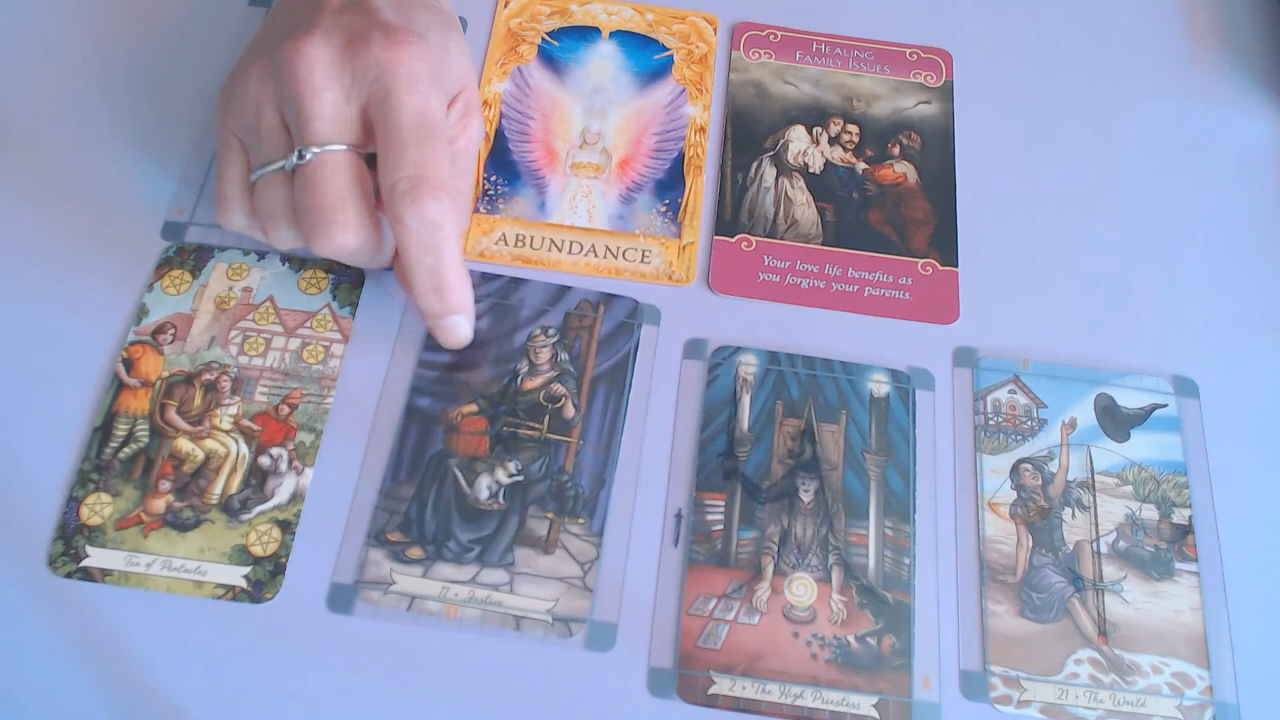 HEALING
FAMILY ISSUES
ABUNDANCE
Your love life benefits as
you forgive your parents.
Ten of Pentacles
11 • Justice
2 • The High Priestess
21 • The World